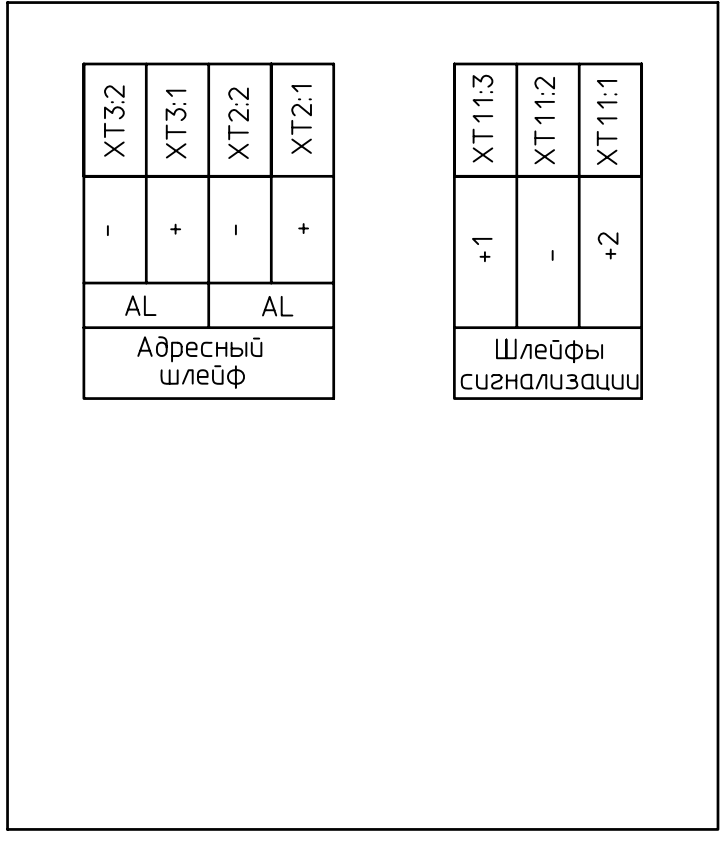 XT3:2
XT3:1
XT2:2
XT2:1
-
+
-
+
AL
AL
Адресный
шлейф
XT11:3
XT11:2
XT11:1
+1
-
+2
Шлейфы
сигнализации